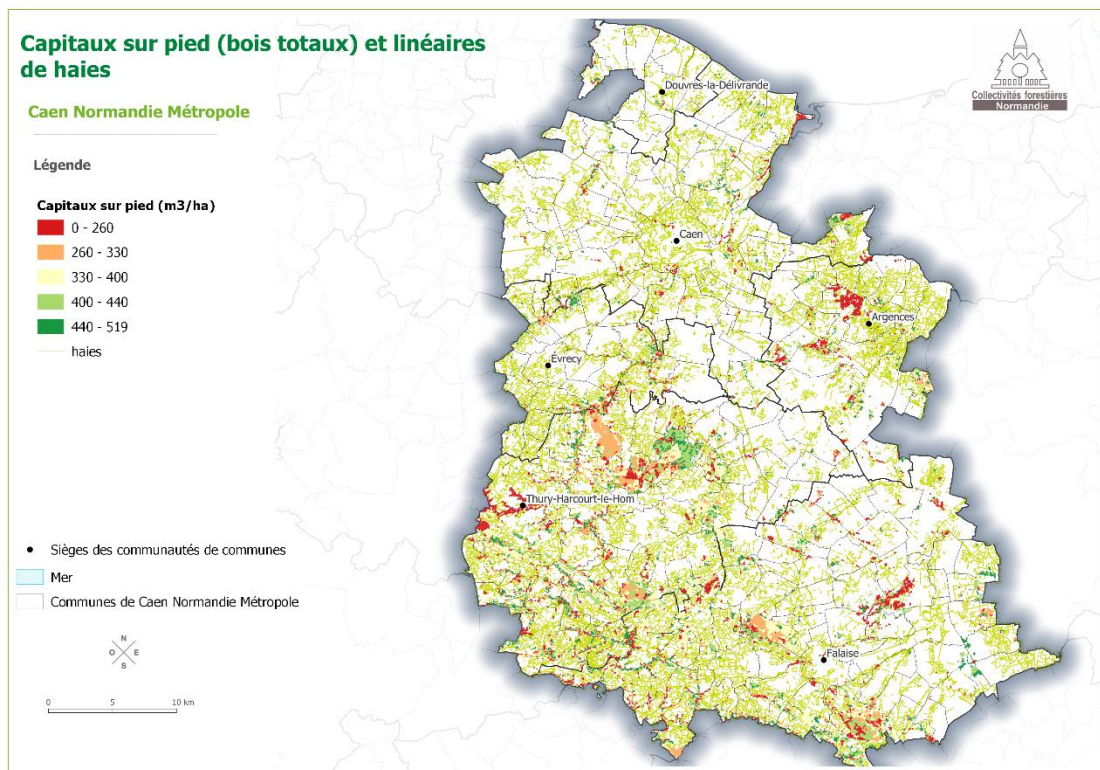 Capitaux sur pied (bois totaux) et linéaires
de haies
Caen Normandie Métropole
Légende
Capitaux sur pied (m3/ha)
0 - 260
260 - 330
330 - 400
400 - 440
440 - 519
haies
Sièges des communautés de communes
Mer
Communes de Caen Normandie Métropole
N
O E
S
0 5 10 km
Collectivités forestières
Normandie
Douvres-la-Délivrande
Caen
Argences
Évrecy
Thury-Harcourt-le-Hom
Falaise